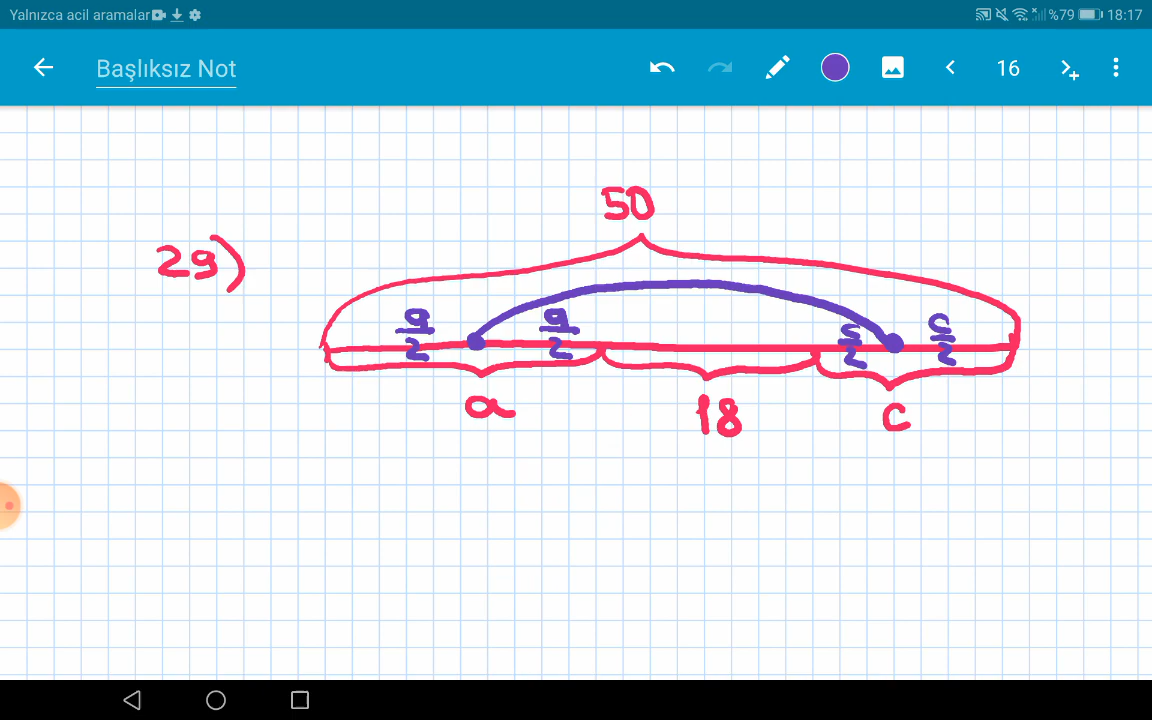 Yalnızca acil aramalar %79 18:17
Başlıksız Not 16
50
29)
a/2 a/2 c/2 c/2
a 18 c